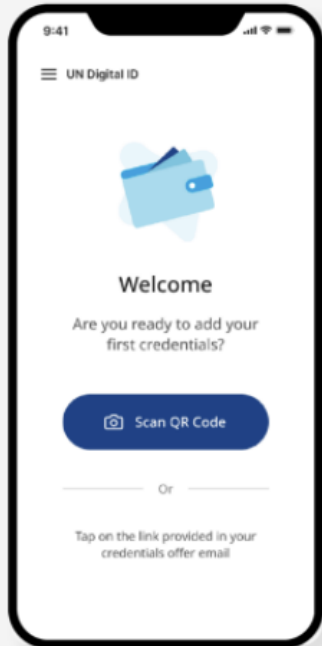 9:41
UN Digital ID
Welcome
Are you ready to add your
first credentials?
Scan QR Code
Or
Tap on the link provided in your
credentials offer email